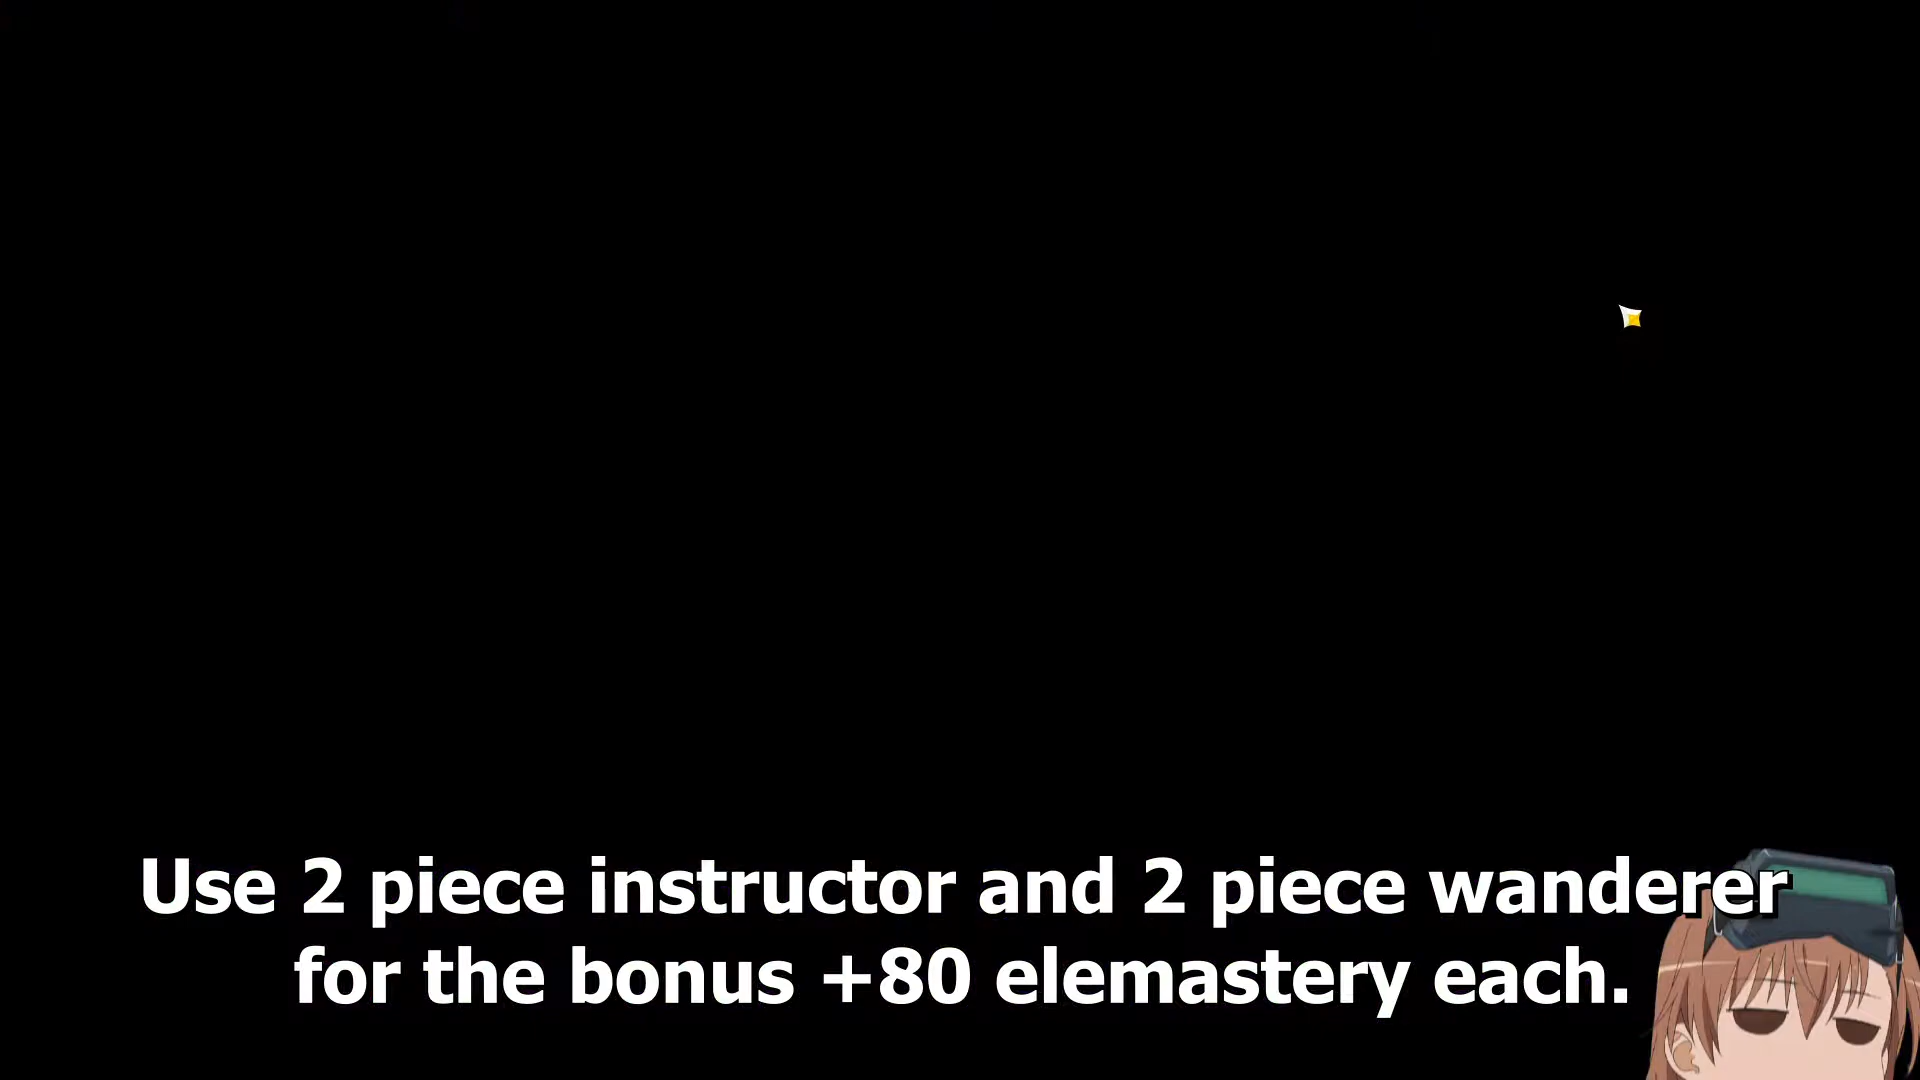 Use 2 piece instructor and 2 piece wanderer
for the bonus +80 elemastery each.